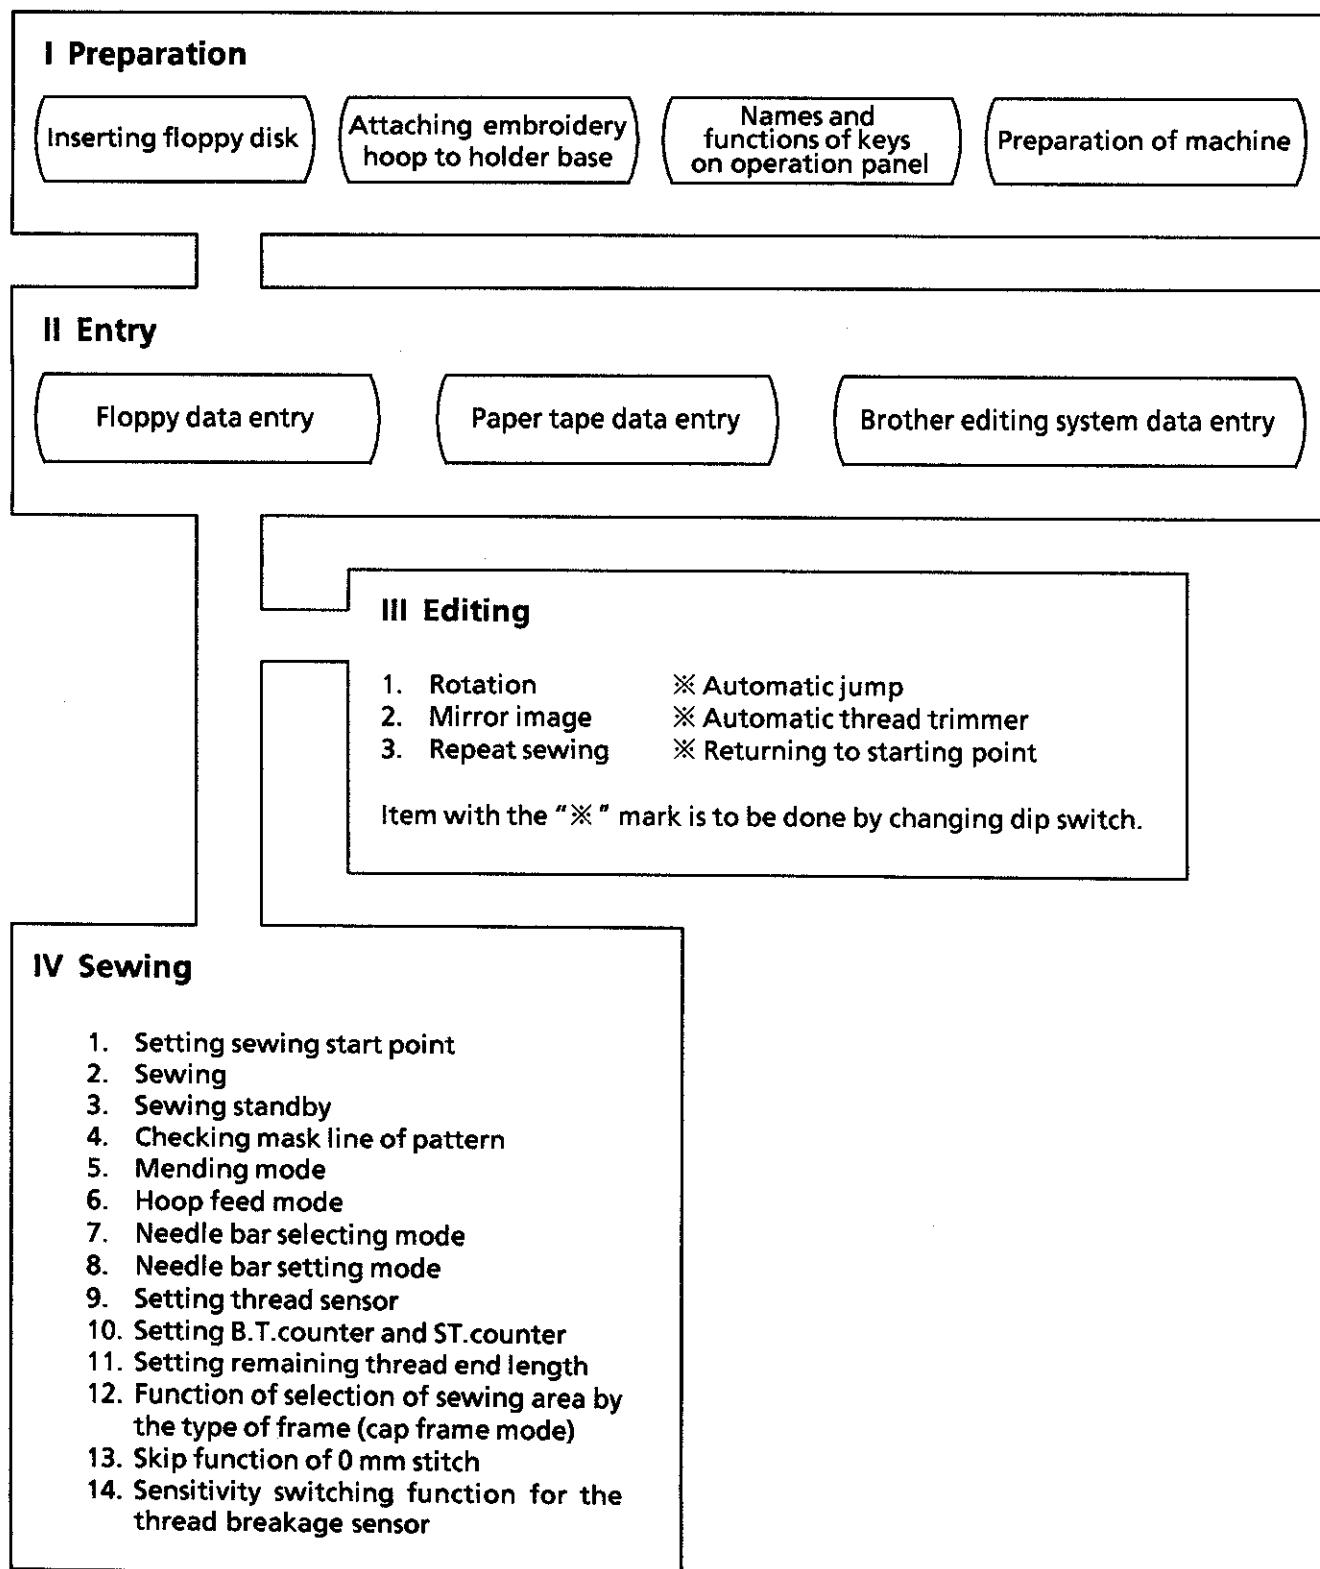 I Preparation
Inserting floppy disk
Attaching embroidery
hoop to holder base
Names and
functions of keys
on operation panel
Preparation of machine
II Entry
Floppy data entry
Paper tape data entry
Brother editing system data entry
III Editing
1. Rotation ※ Automatic jump
2. Mirror image ※ Automatic thread trimmer
3. Repeat sewing ※ Returning to starting point
Item with the "※" mark is to be done by changing dip switch.
IV Sewing
1. Setting sewing start point
2. Sewing
3. Sewing standby
4. Checking mask line of pattern
5. Mending mode
6. Hoop feed mode
7. Needle bar selecting mode
8. Needle bar setting mode
9. Setting thread sensor
10. Setting B.T.counter and ST.counter
11. Setting remaining thread end length
12. Function of selection of sewing area by
the type of frame (cap frame mode)
13. Skip function of 0 mm stitch
14. Sensitivity switching function for the
thread breakage sensor